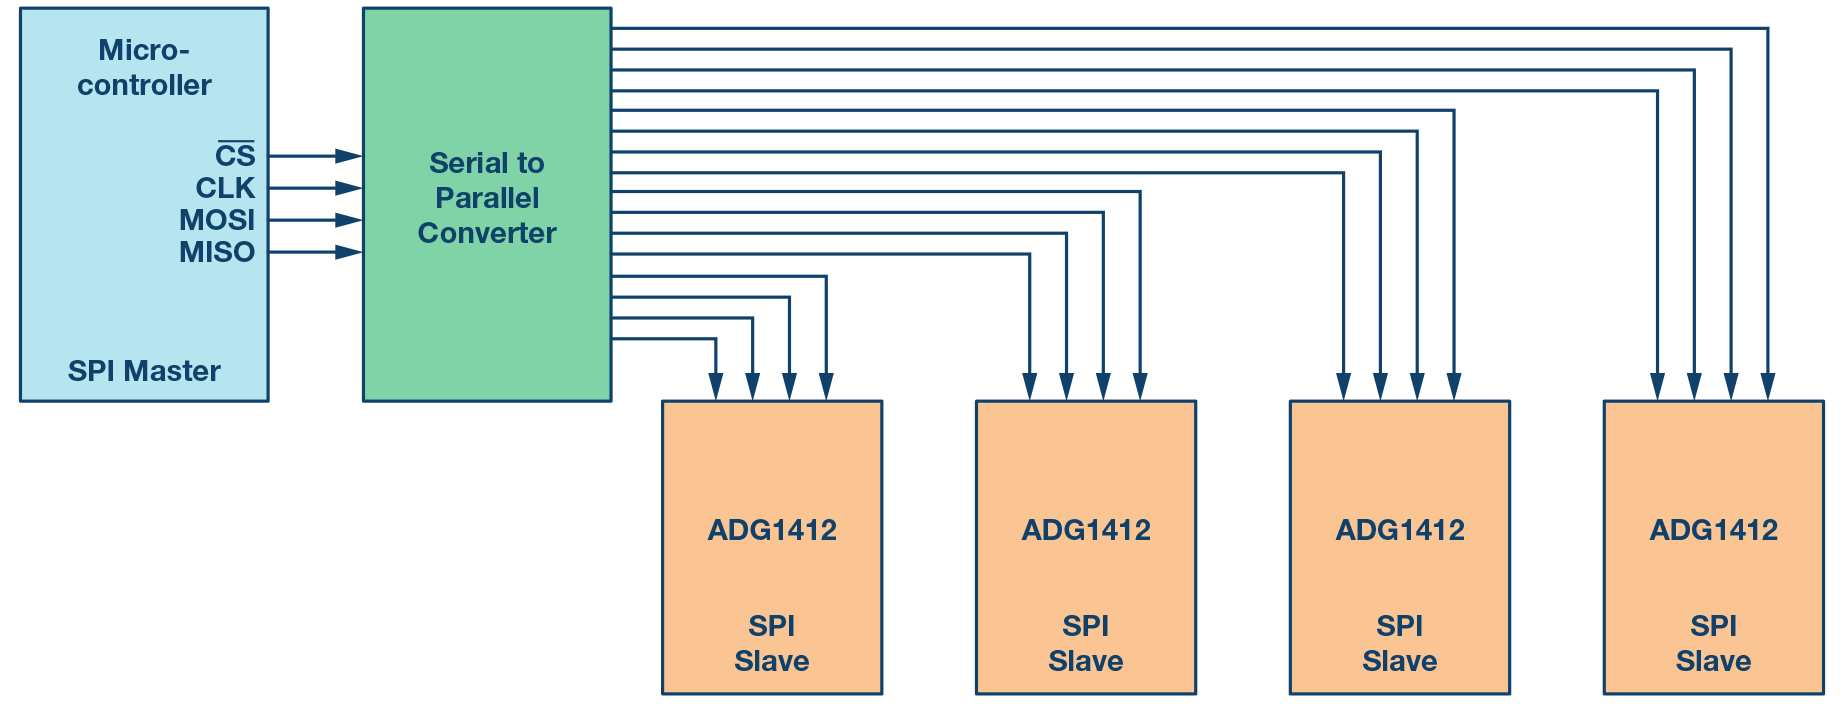 Micro-
controller
CS
CLK
MOSI
MISO
SPI Master
Serial to
Parallel
Converter
ADG1412
SPI
Slave
ADG1412
SPI
Slave
ADG1412
SPI
Slave
ADG1412
SPI
Slave